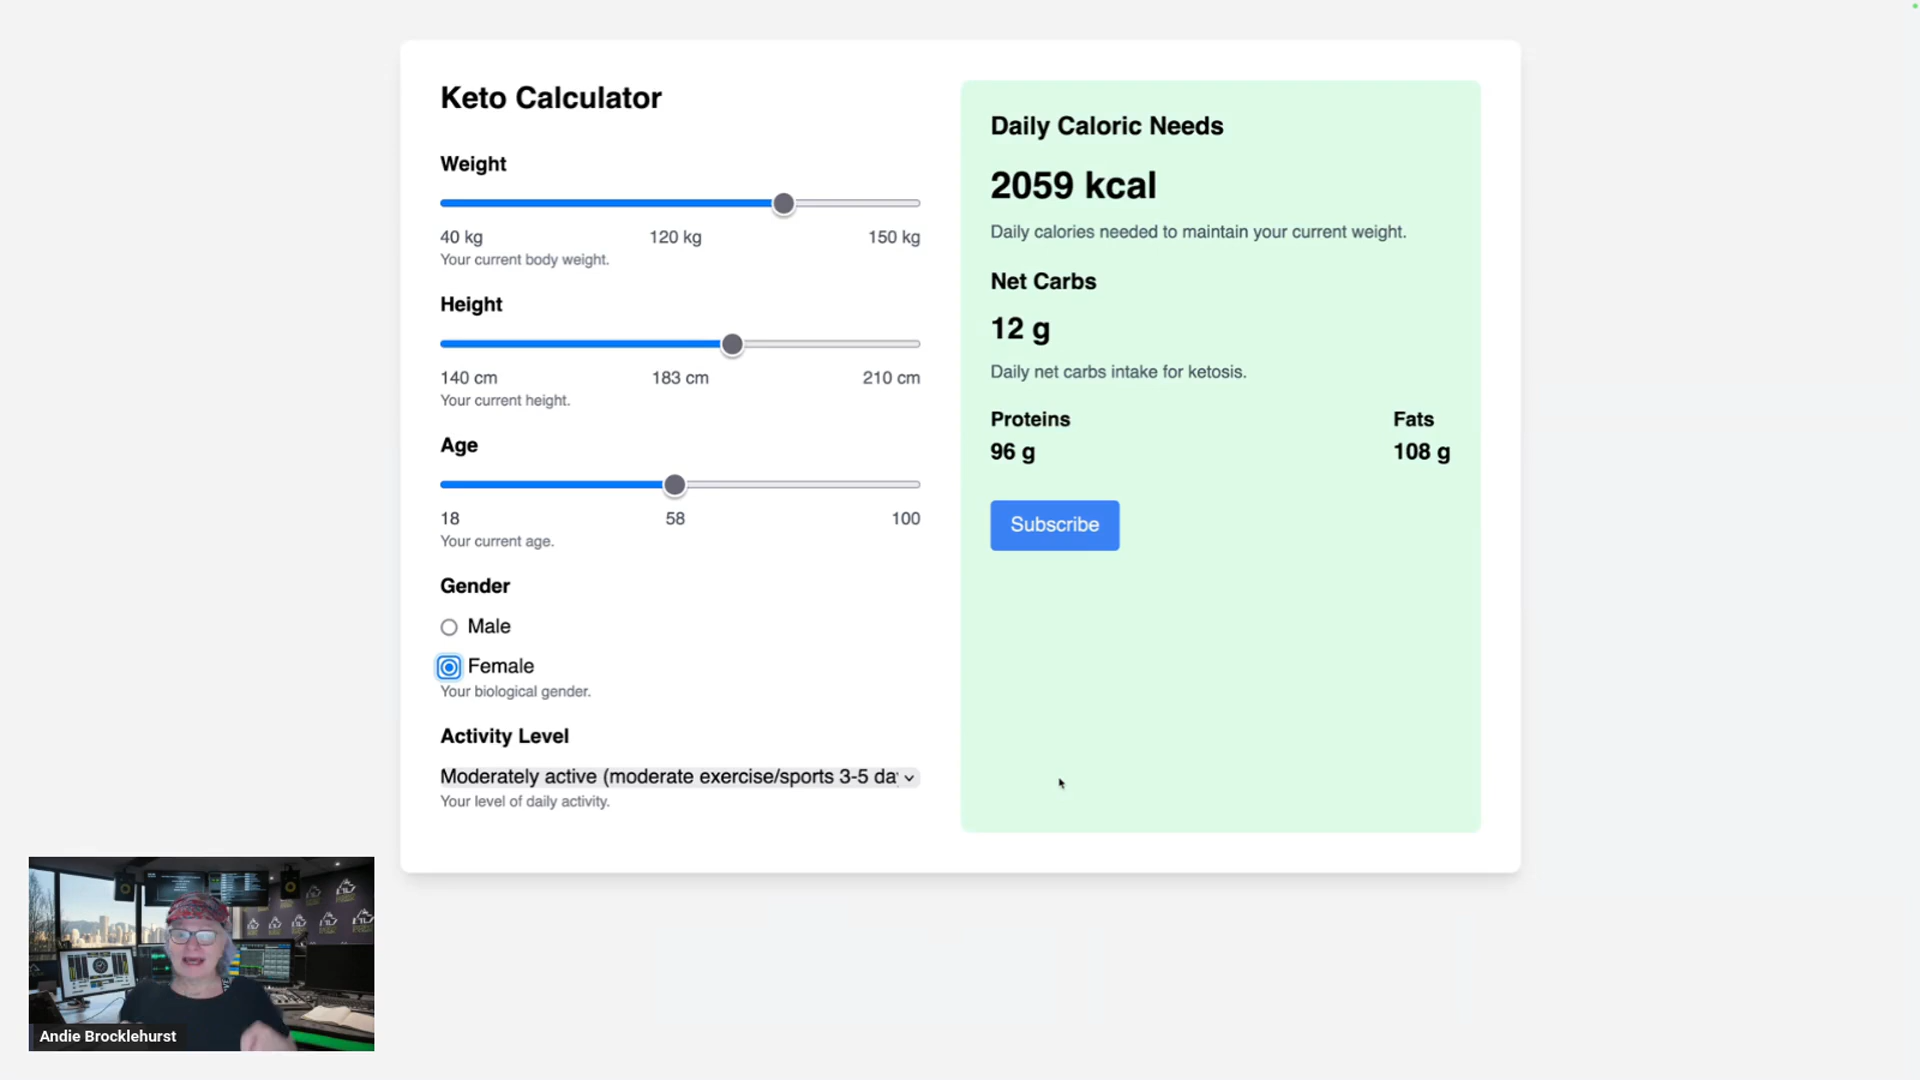 Keto Calculator
Weight
40 kg 120 kg 150 kg
Your current body weight.
Height
140 cm 183 cm 210 cm
Your current height.
Age
18 58 100
Your current age.
Gender
Male
Female
Your biological gender.
Activity Level
Moderately active (moderate exercise/sports 3-5 da
Your level of daily activity.
Daily Caloric Needs
2059 kcal
Daily calories needed to maintain your current weight.
Net Carbs
12 g
Daily net carbs intake for ketosis.
Proteins Fats
96 g 108 g
Subscribe
Andie Brocklehurst